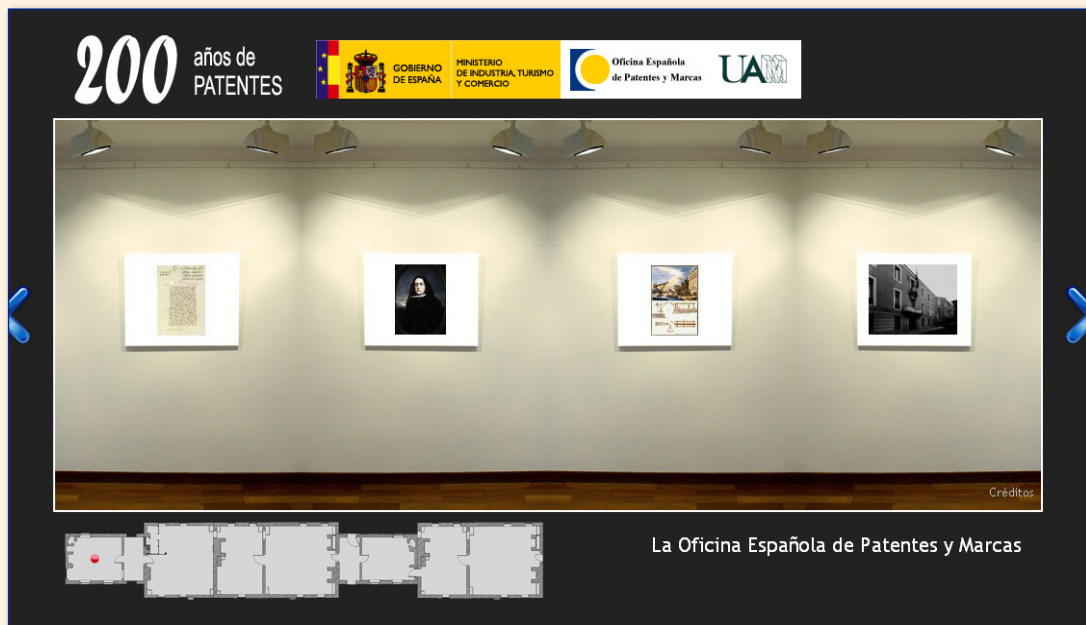 200
años de
PATENTES
GOBIERNO
DE ESPAÑA
MINISTERIO
DE INDUSTRIA, TURISMO
Y COMERCIO
Oficina Española
de Patentes y Marcas
UAM
Créditos
La Oficina Española de Patentes y Marcas